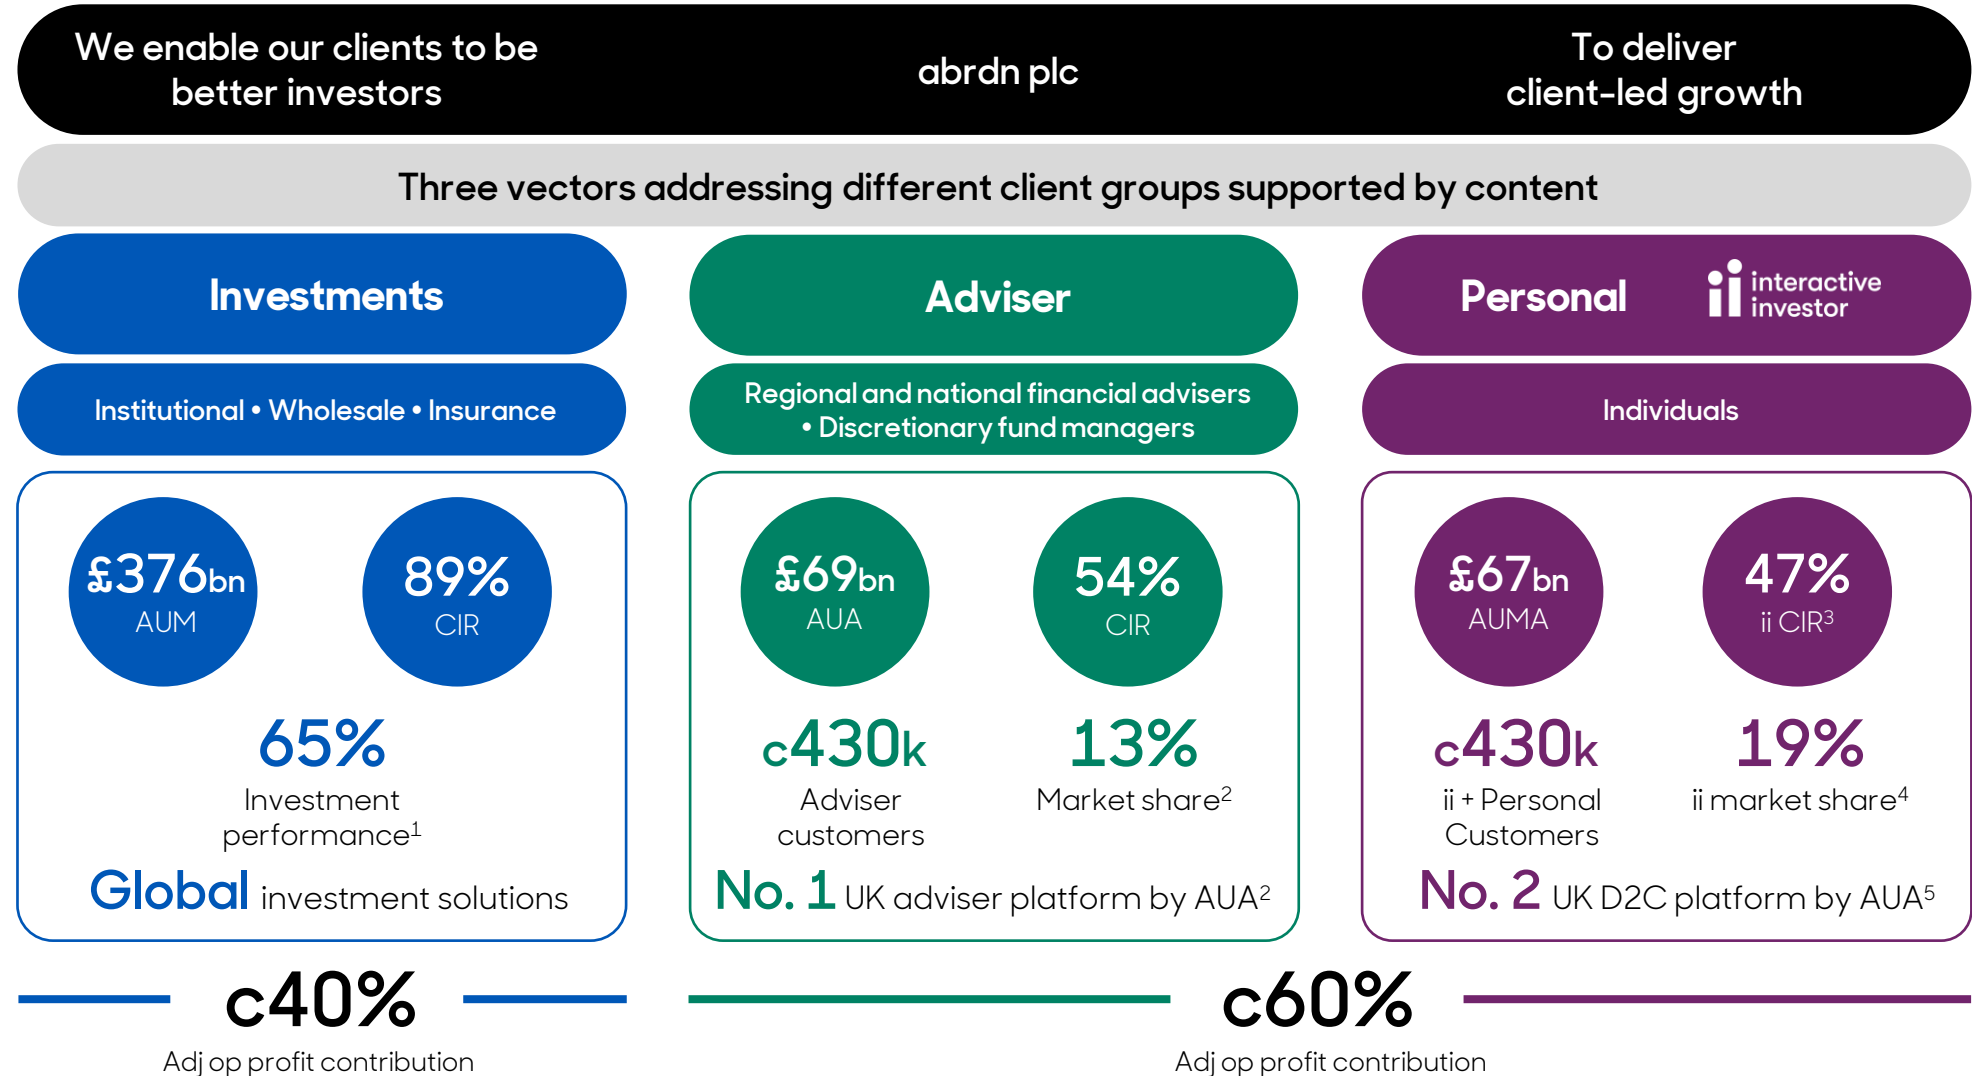 We enable our clients to be
better investors
abrdn plc
To deliver
client-led growth
Three vectors addressing different client groups supported by content
Investments
Institutional • Wholesale • Insurance
£376bn
AUM
89%
CIR
65%
Investment
performance¹
Global investment solutions
c40%
Adj op profit contribution
Adviser
Regional and national financial advisers
• Discretionary fund managers
£69bn
AUA
54%
CIR
c430k
Adviser
customers
13%
Market share²
No. 1 UK adviser platform by AUA²
Personal
ii interactive
investor
Individuals
£67bn
AUMA
47%
ii CIR³
c430k
ii + Personal
Customers
19%
ii market share⁴
No. 2 UK D2C platform by AUA⁵
c60%
Adj op profit contribution